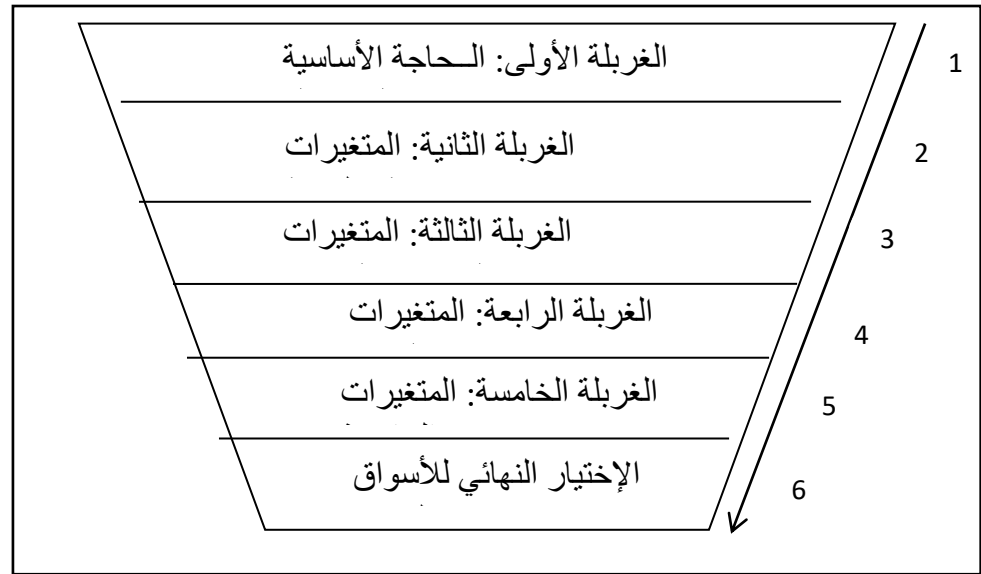 الغربلة الأولى: الــحاجة الأساسية
1
الغربلة الثانية: المتغيرات
2
الغربلة الثالثة: المتغيرات
3
الغربلة الرابعة: المتغيرات
4
الغربلة الخامسة: المتغيرات
5
الإختيار النهائي للأسواق
6